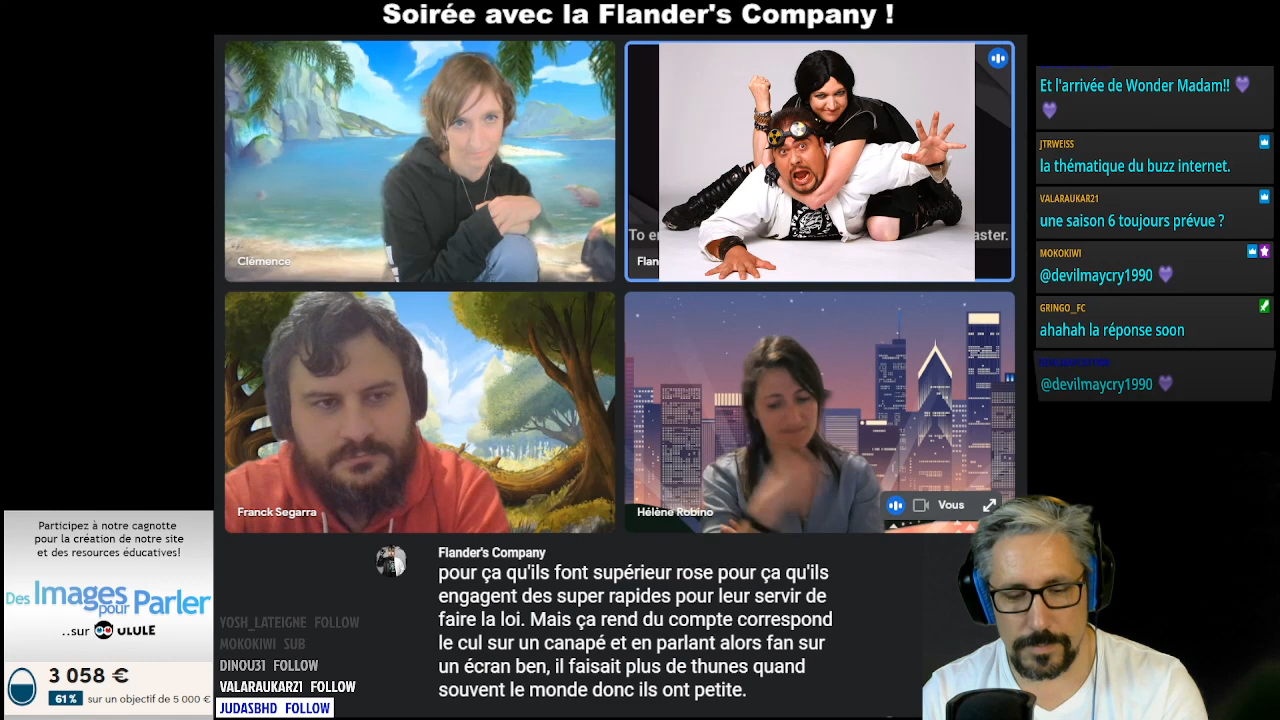 Soirée avec la Flander's Company !
Clémence
To er
aster.
Flan
Franck Segarra
Hélène Robino
Vous
Et l'arrivée de Wonder Madam!! 💜
💜
JTRWEISS
la thématique du buzz internet.
VALARAUKAR21
une saison 6 toujours prévue ?
MOKOKIWI
@devilmaycry1990 💜
GRINGO_FC
ahahah la réponse soon
@devilmaycry1990 💜
Participez à notre cagnotte
pour la création de notre site
et des resources éducatives!
Des Images pour Parler
..sur ULULE
3 058 €
61 % sur un objectif de 5 000 €
YOSH_LATEIGNE FOLLOW
MOKOKIWI SUB
DINOU31 FOLLOW
VALARAUKAR21 FOLLOW
JUDASBHD FOLLOW
Flander's Company
pour ça qu'ils font supérieur rose pour ça qu'ils
engagent des super rapides pour leur servir de
faire la loi. Mais ça rend du compte correspond
le cul sur un canapé et en parlant alors fan sur
un écran ben, il faisait plus de thunes quand
souvent le monde donc ils ont petite.